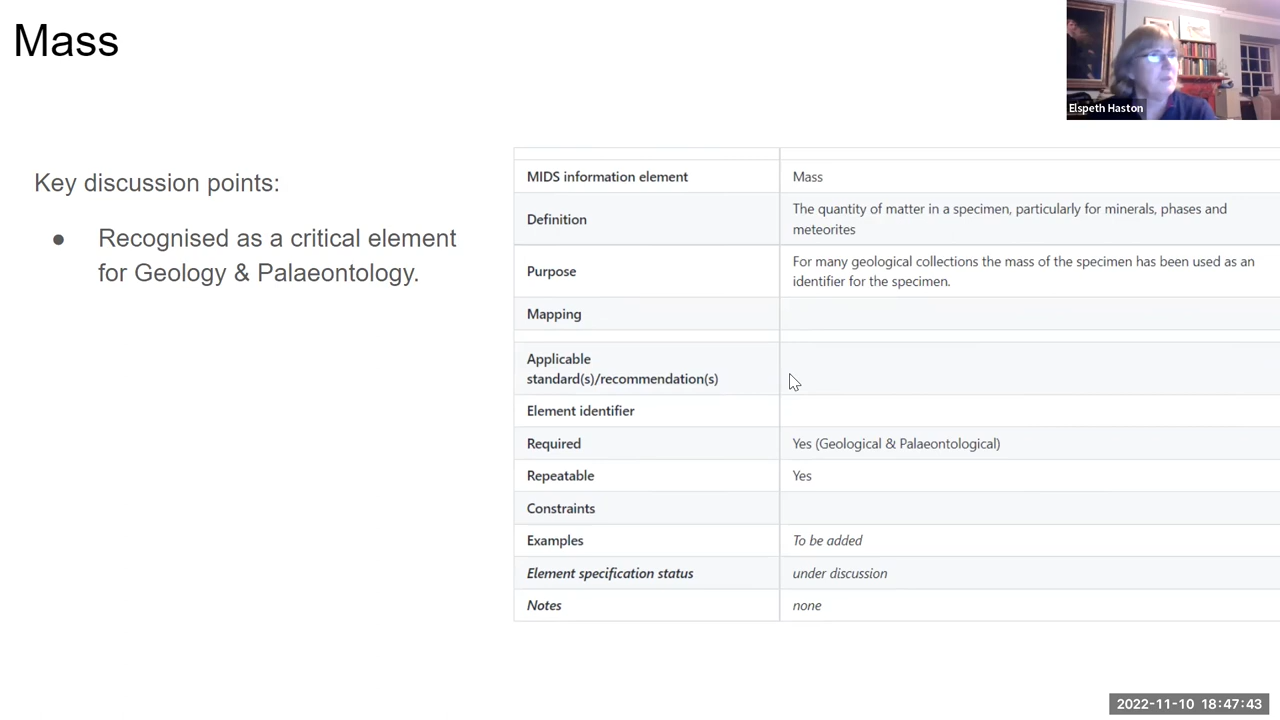 Mass
Elspeth Haston
Key discussion points:
● Recognised as a critical element
for Geology & Palaeontology.
MIDS information element Mass
Definition The quantity of matter in a specimen, particularly for minerals, phases and
meteorites
Purpose For many geological collections the mass of the specimen has been used as an
identifier for the specimen.
Mapping
Applicable
standard(s)/recommendation(s)
Element identifier
Required Yes (Geological & Palaeontological)
Repeatable Yes
Constraints
Examples To be added
Element specification status under discussion
Notes none
2022-11-10 18:47:43